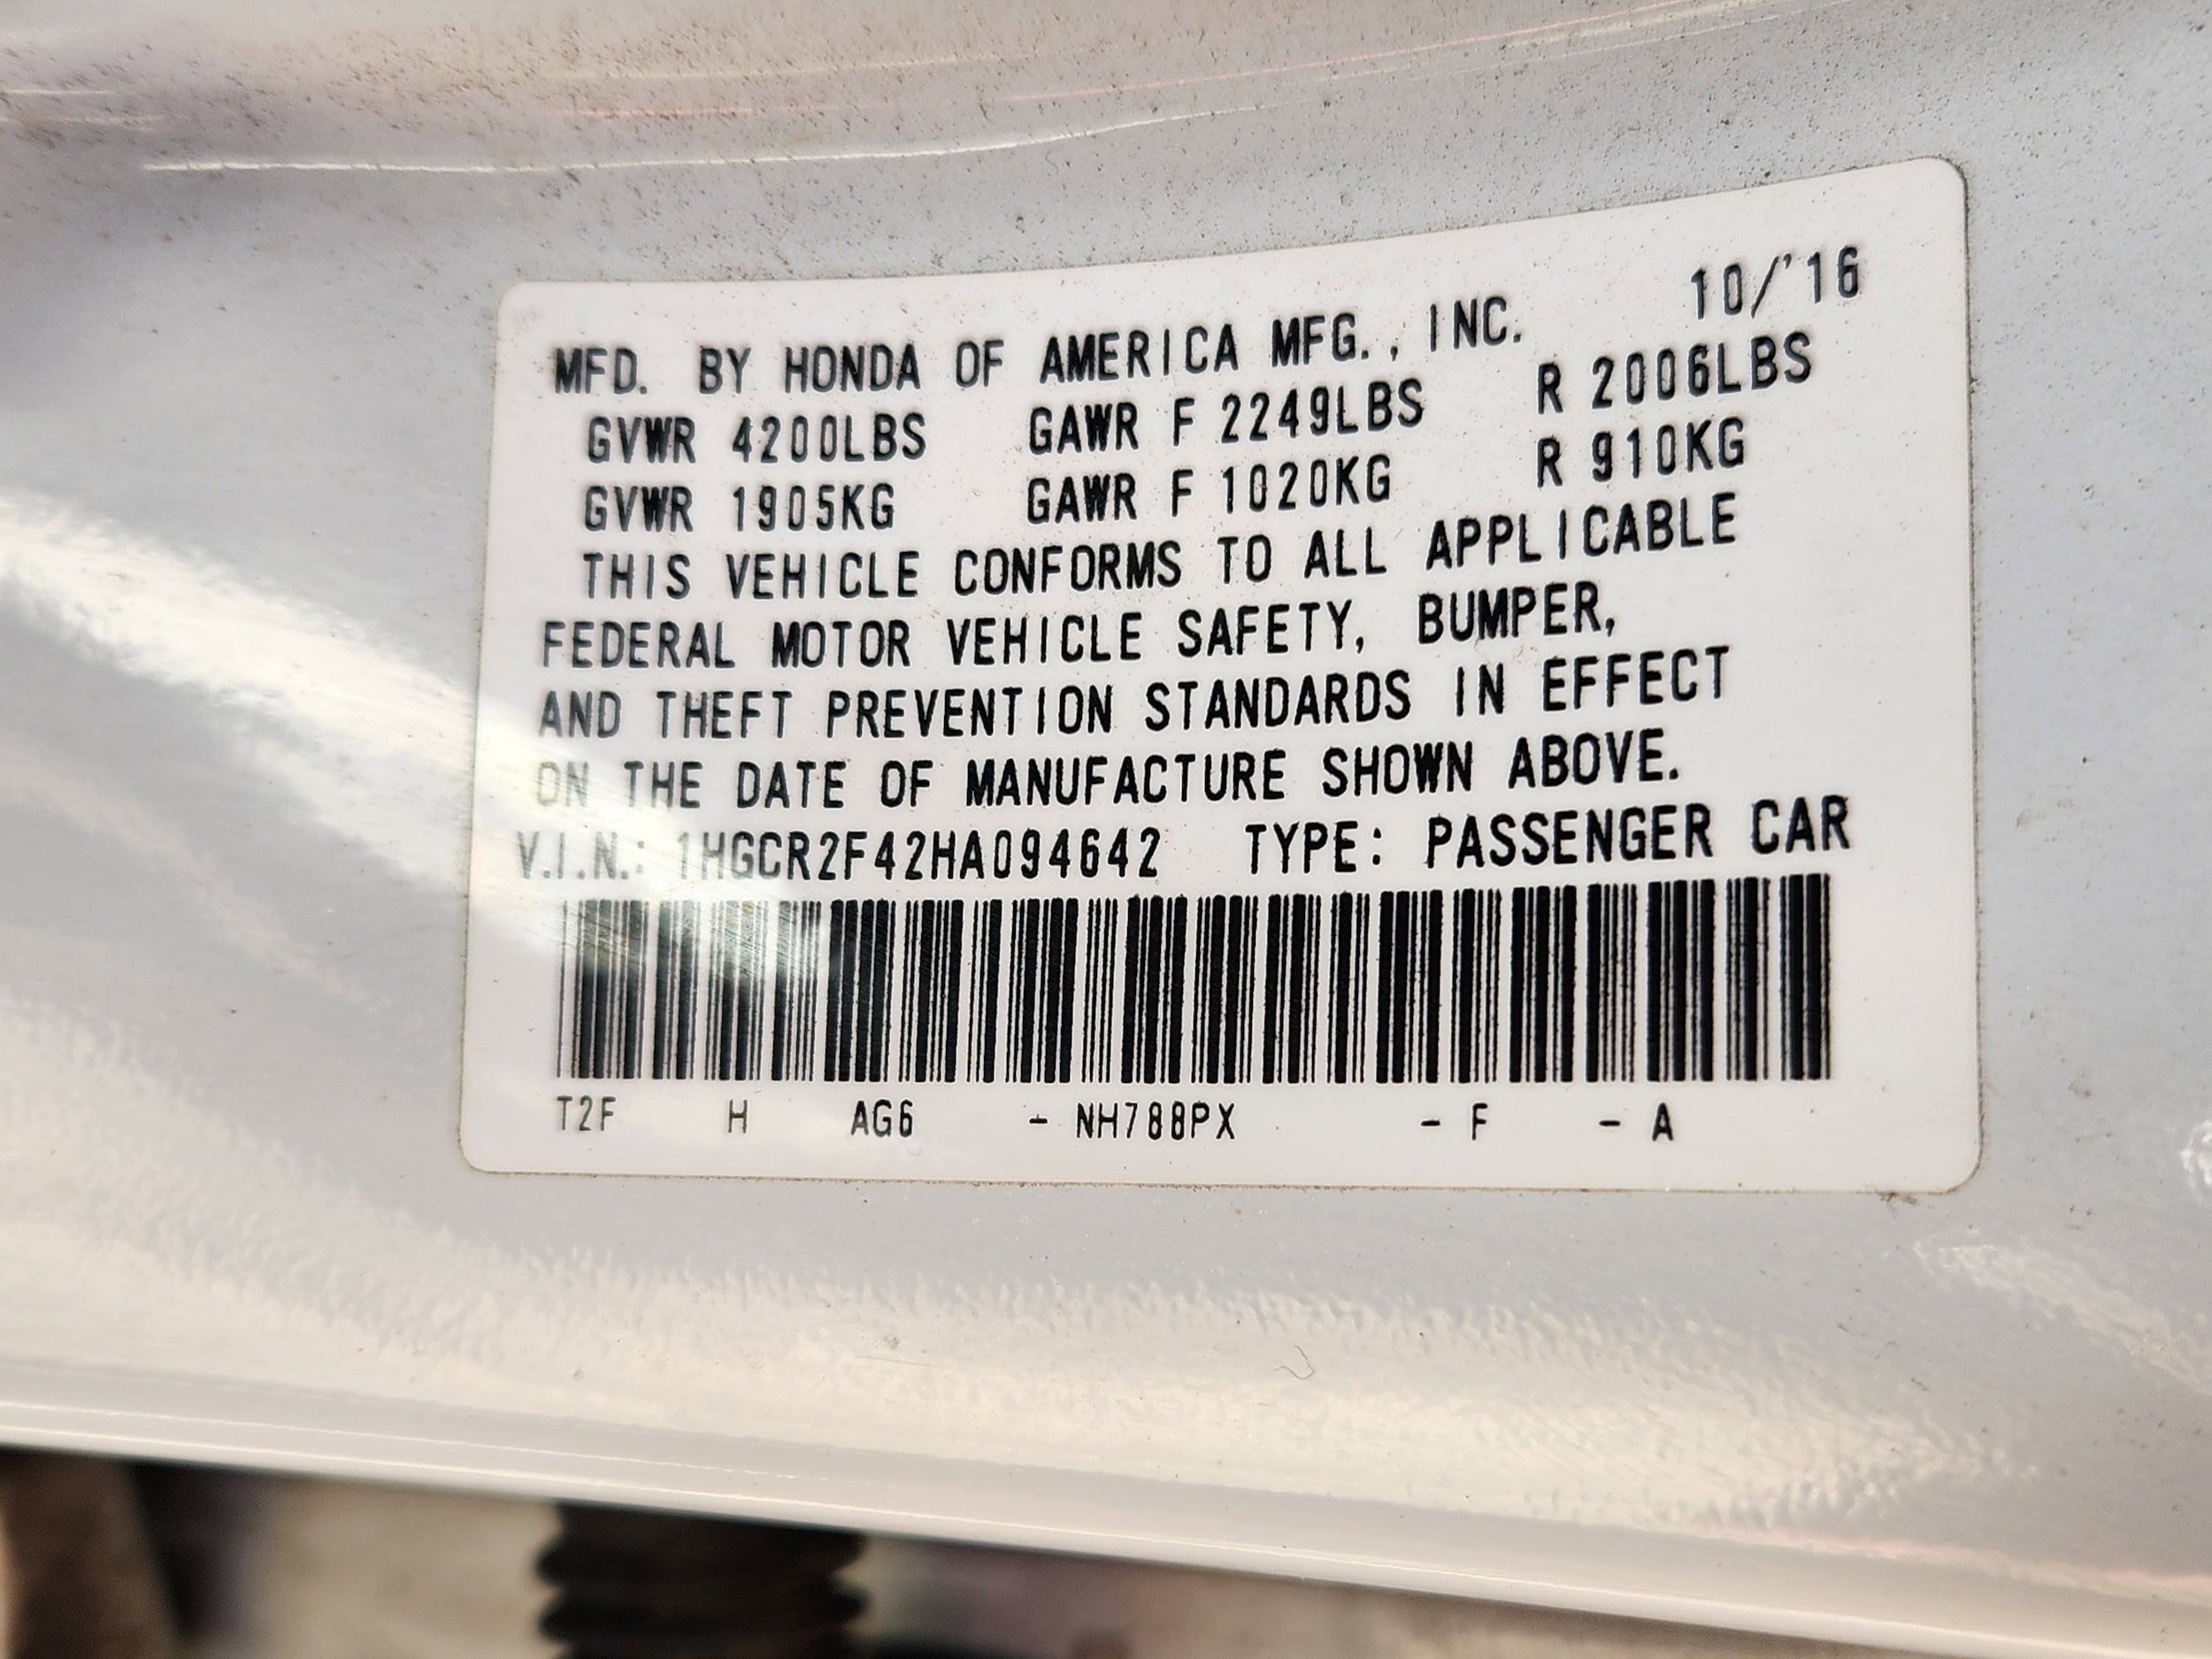 MFD. BY HONDA OF AMERICA MFG., INC. 10/'16
GVWR 4200LBS GAWR F 2249LBS R 2006LBS
GVWR 1905KG GAWR F 1020KG R 910KG
THIS VEHICLE CONFORMS TO ALL APPLICABLE
FEDERAL MOTOR VEHICLE SAFETY, BUMPER,
AND THEFT PREVENTION STANDARDS IN EFFECT
ON THE DATE OF MANUFACTURE SHOWN ABOVE.
V.I.N.: 1HGCR2F42HA094642 TYPE: PASSENGER CAR
T2F H AG6 - NH788PX - F - A